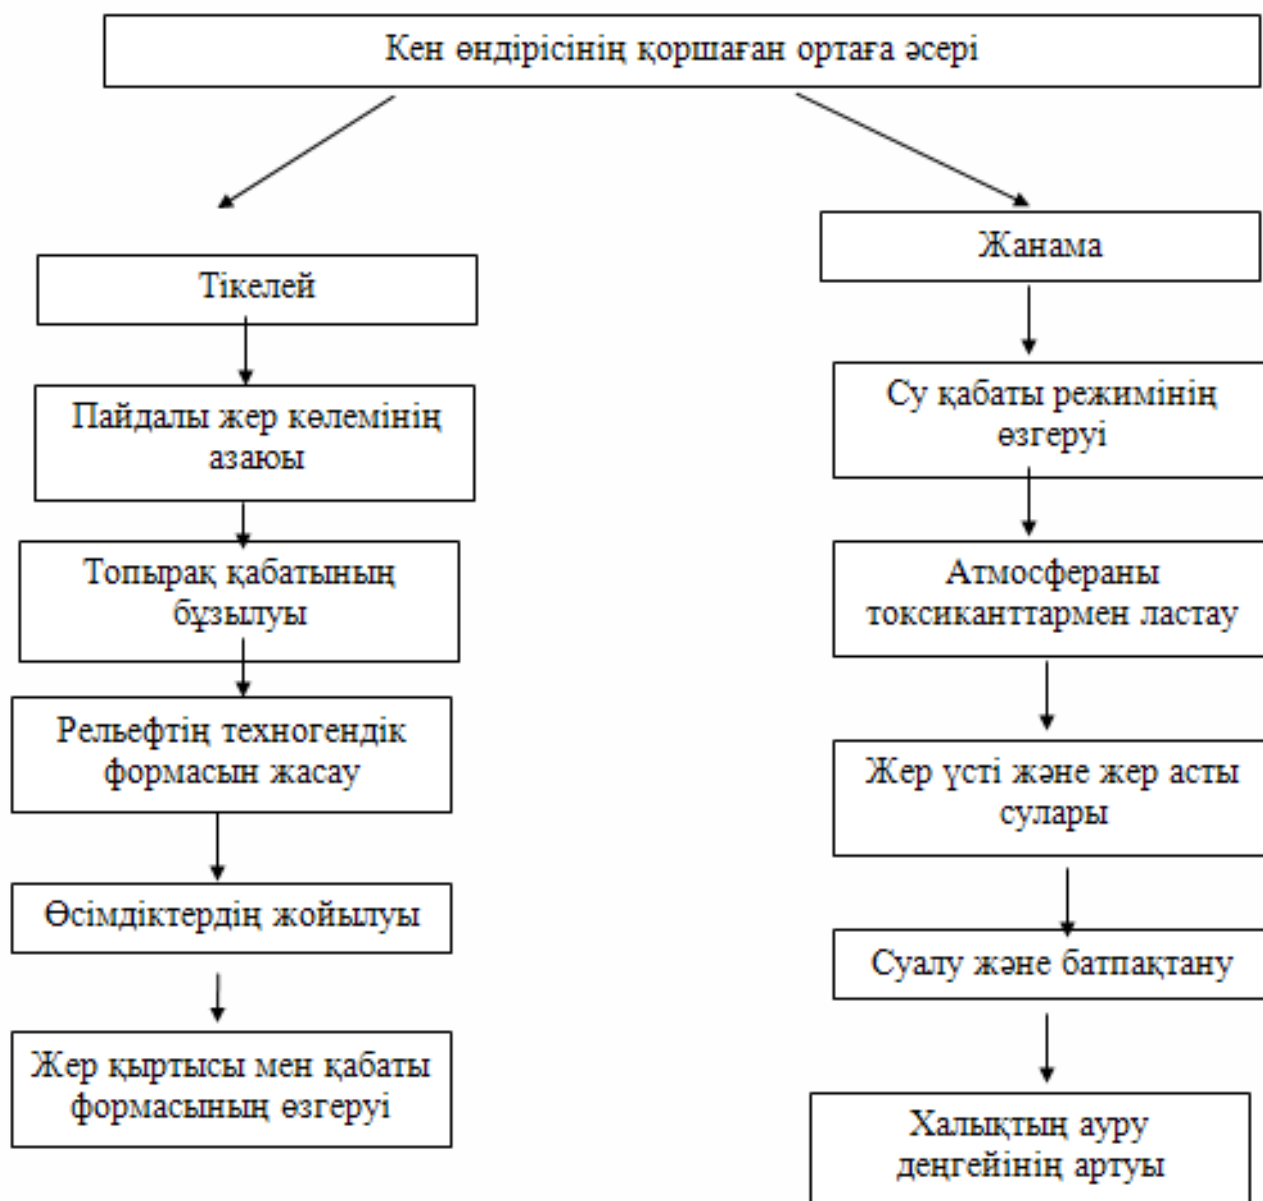 Кен өндірісінің қоршаған ортаға әсері
Тікелей
Пайдалы жер көлемінің
азаюы
Топырақ қабатының
бұзылуы
Рельефтің техногендік
формасын жасау
Өсімдіктердің жойылуы
Жер қыртысы мен қабаты
формасының өзгеруі
Жанама
Су қабаты режимінің
өзгеруі
Атмосфераны
токсиканттармен ластау
Жер үсті және жер асты
сулары
Суалу және батпақтану
Халықтың ауру
деңгейінің артуы